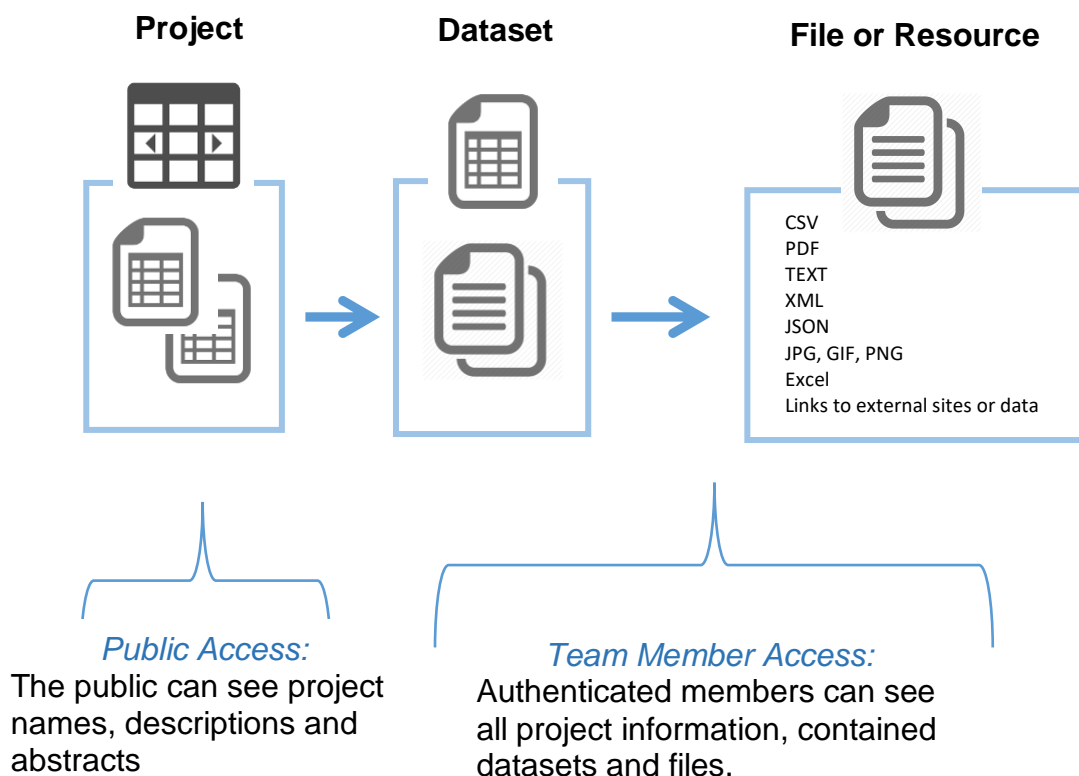 Project
Dataset
File or Resource
CSV
PDF
TEXT
XML
JSON
JPG, GIF, PNG
Excel
Links to external sites or data
Public Access:
The public can see project
names, descriptions and
abstracts
Team Member Access:
Authenticated members can see
all project information, contained
datasets and files.